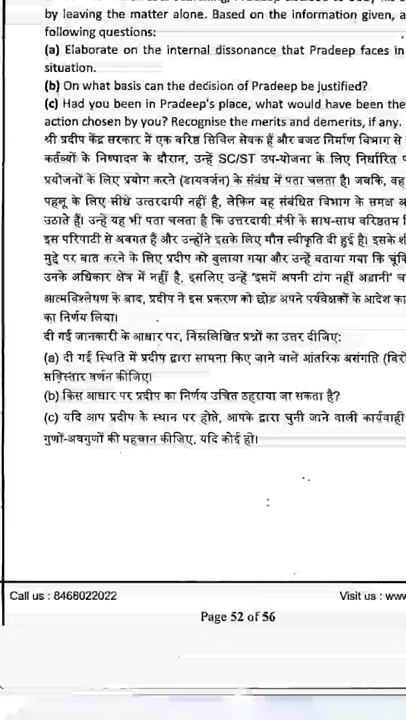 by leaving the matter alone. Based on the information given, a
following questions:
(a) Elaborate on the internal dissonance that Pradeep faces in
situation.
(b) On what basis can the decision of Pradeep be justified?
(c) Had you been in Pradeep's place, what would have been the
action chosen by you? Recognise the merits and demerits, if any.
श्री प्रदीप केंद्र सरकार में एक वरिष्ठ सिविल सेवक हैं और बजट निर्माण विभाग से
कर्तव्यों के निष्पादन के दौरान, उन्हें SC/ST उप-योजना के लिए निर्धारित
प्रयोजनों के लिए प्रयोग करने (डायवर्जन) के संबंध में पता चलता है। जबकि, वह
पहलू के लिए सीधे उत्तरदायी नहीं है, लेकिन वह संबंधित विभाग के समक्ष
उठाते हैं। उन्हें यह भी पता चलता है कि उत्तरदायी मंत्री के साथ-साथ वरिष्ठतम
इस परिपाटी से अवगत हैं और उन्होंने इसके लिए मौन स्वीकृति दी हुई है। इसके
मुद्दे पर बात करने के लिए प्रदीप को बुलाया गया और उन्हें बताया गया कि चूंकि
उनके अधिकार क्षेत्र में नहीं है, इसलिए उन्हें 'इसमें अपनी टांग नहीं अडानी'
आत्मविश्लेषण के बाद, प्रदीप ने इस प्रकरण को छोड़ अपने पर्यवेक्षकों के आदेश का
का निर्णय लिया।
दी गई जानकारी के आधार पर, निम्नलिखित प्रश्नों का उत्तर दीजिए:
(a) दी गई स्थिति में प्रदीप द्वारा सामना किए जाने वाले आंतरिक असंगति
सविस्तार वर्णन कीजिए।
(b) किस आधार पर प्रदीप का निर्णय उचित ठहराया जा सकता है?
(c) यदि आप प्रदीप के स्थान पर होते, आपके द्वारा चुनी जाने वाली कार्यवाही
गुणों-अवगुणों की पहचान कीजिए, यदि कोई हो।
Call us : 8468022022
Visit us : www
Page 52 of 56